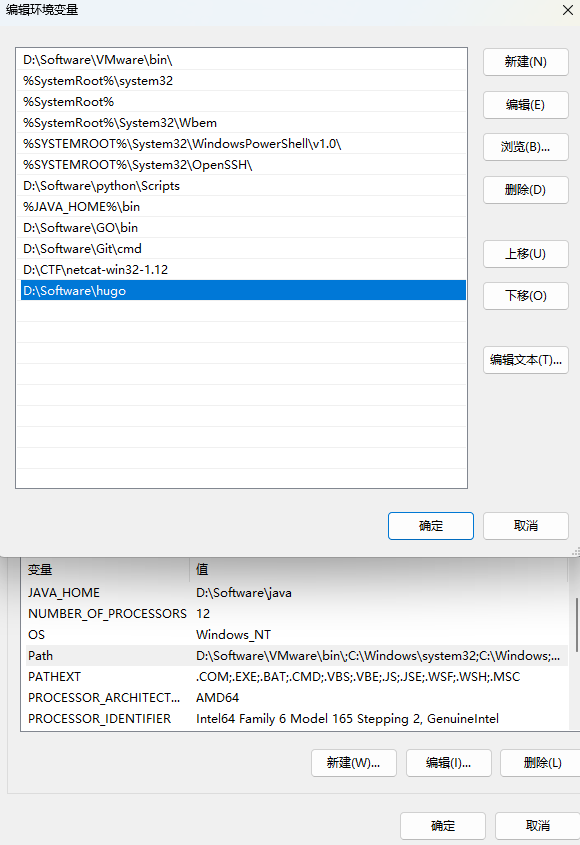 编辑环境变量
D:\Software\VMware\bin\
%SystemRoot%\system32
%SystemRoot%
%SystemRoot%\System32\Wbem
%SYSTEMROOT%\System32\WindowsPowerShell\v1.0\
%SYSTEMROOT%\System32\OpenSSH\
D:\Software\python\Scripts
%JAVA_HOME%\bin
D:\Software\GO\bin
D:\Software\Git\cmd
D:\CTF\netcat-win32-1.12
D:\Software\hugo
新建(N)
编辑(E)
浏览(B)...
删除(D)
上移(U)
下移(O)
编辑文本(T)...
确定 取消
变量 值
JAVA_HOME D:\Software\java
NUMBER_OF_PROCESSORS 12
OS Windows_NT
Path D:\Software\VMware\bin\;C:\Windows\system32;C:\Windows;...
PATHEXT .COM;.EXE;.BAT;.CMD;.VBS;.VBE;.JS;.JSE;.WSF;.WSH;.MSC
PROCESSOR_ARCHITECT... AMD64
PROCESSOR_IDENTIFIER Intel64 Family 6 Model 165 Stepping 2, GenuineIntel
新建(W)... 编辑(I)... 删除(L)
确定 取消